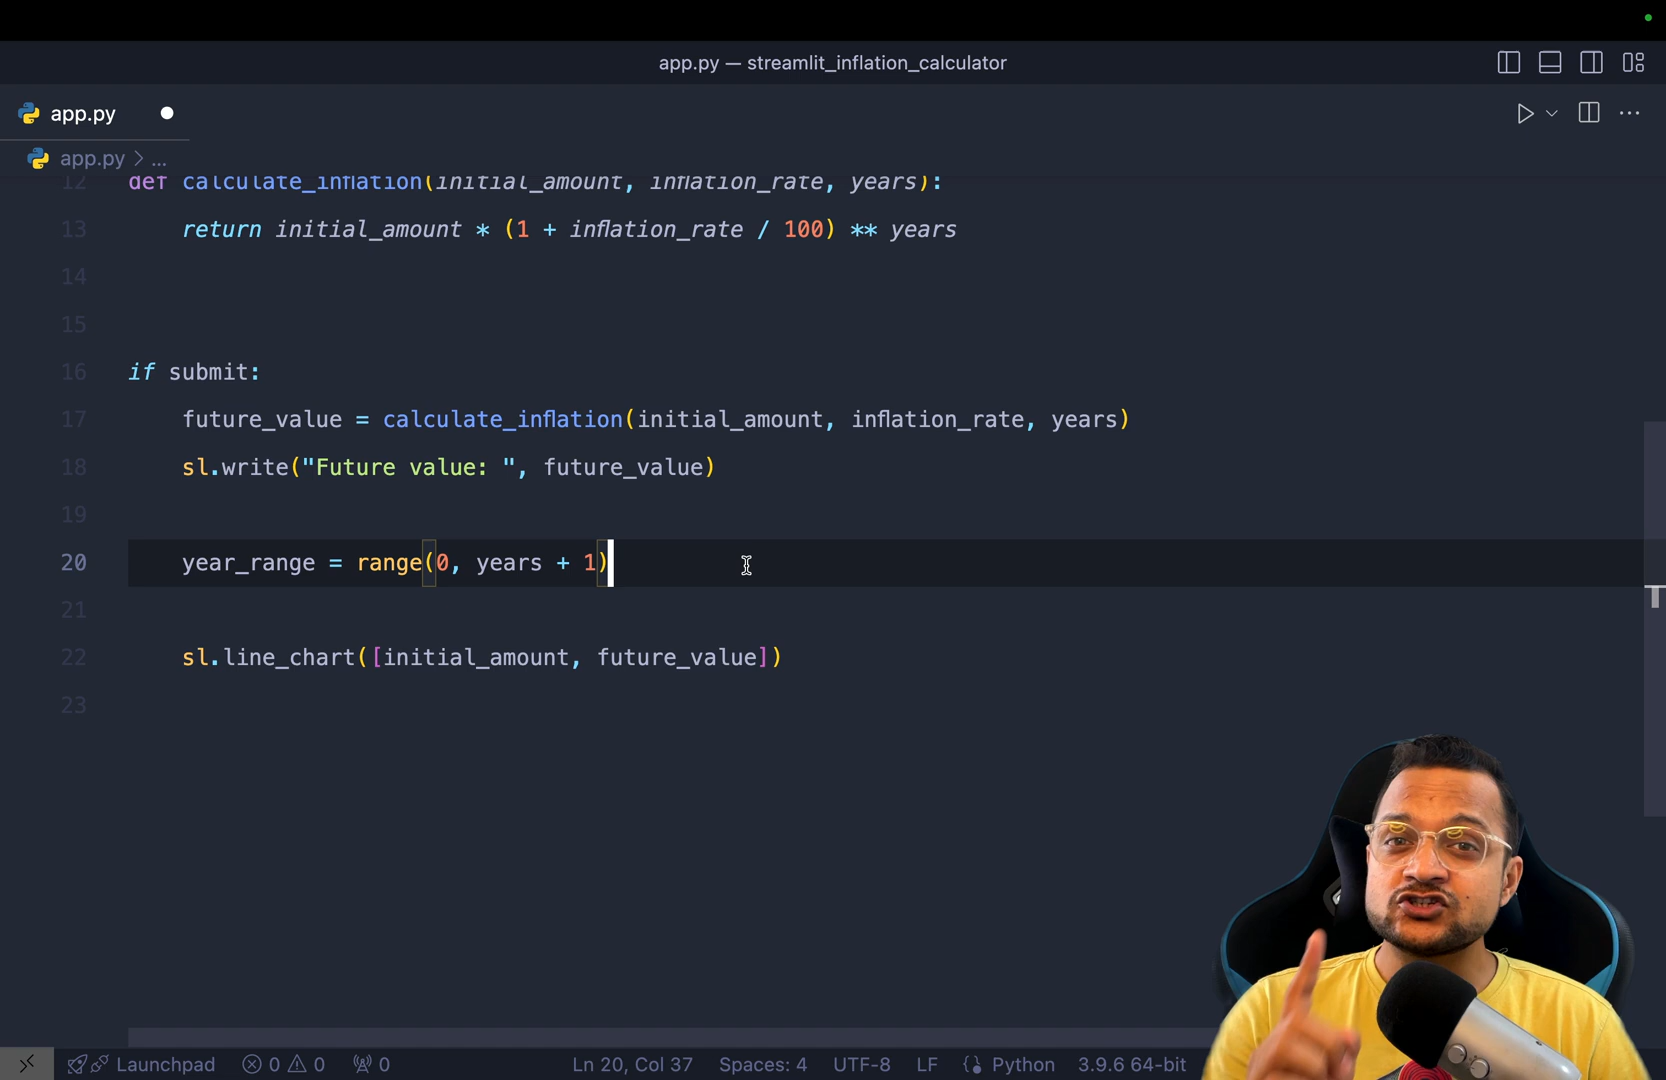 app.py — streamlit_inflation_calculator
app.py
app.py > ...
12 def calculate_inflation(initial_amount, inflation_rate, years):
13 return initial_amount * (1 + inflation_rate / 100) ** years
14
15
16 if submit:
17 future_value = calculate_inflation(initial_amount, inflation_rate, years)
18 sl.write("Future value: ", future_value)
19
20 year_range = range(0, years + 1)
21
22 sl.line_chart([initial_amount, future_value])
23
Launchpad 0 0 0 Ln 20, Col 37 Spaces: 4 UTF-8 LF Python 3.9.6 64-bit